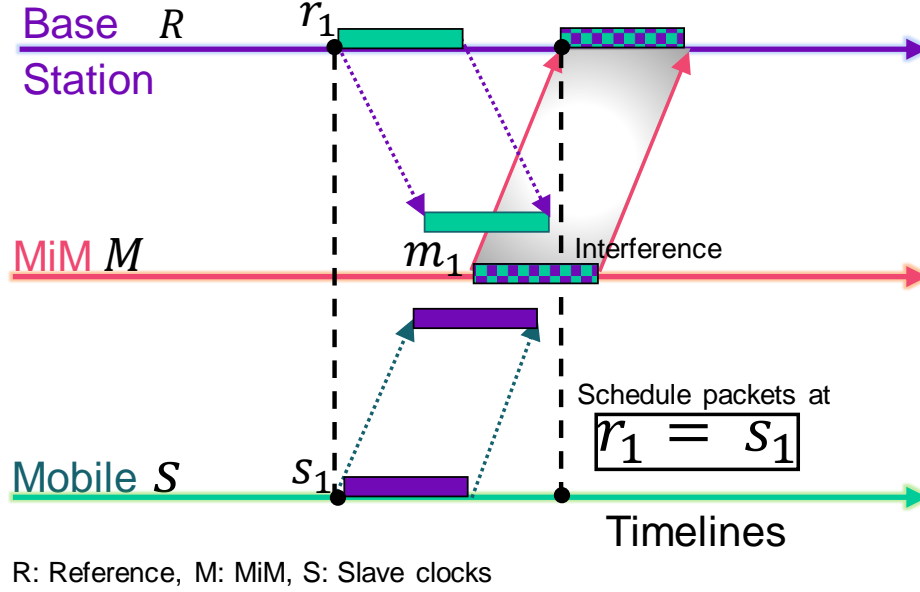 Base R r₁
Station
MiM M m₁ Interference
Schedule packets at
r₁ = s₁
Mobile S s₁
Timelines
R: Reference, M: MiM, S: Slave clocks